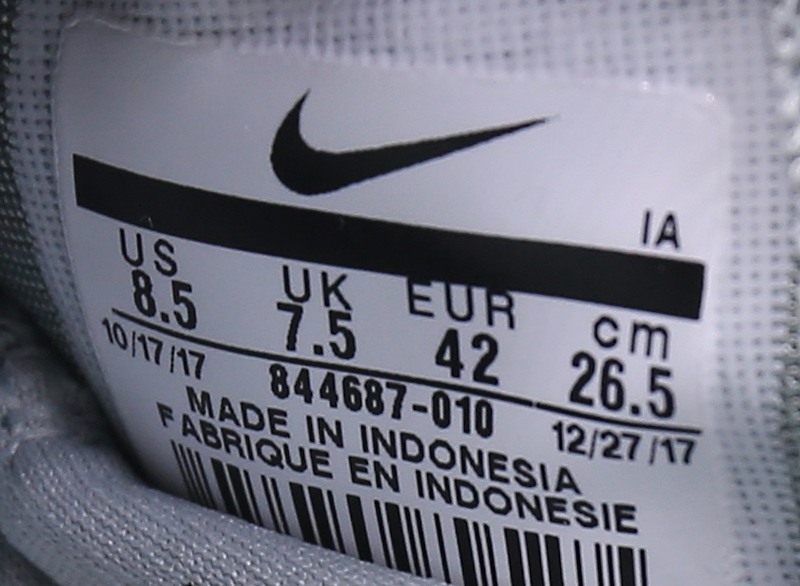 IA
US UK EUR cm
8.5 7.5 42 26.5
10/17/17 844687-010 12/27/17
MADE IN INDONESIA
FABRIQUE EN INDONESIE